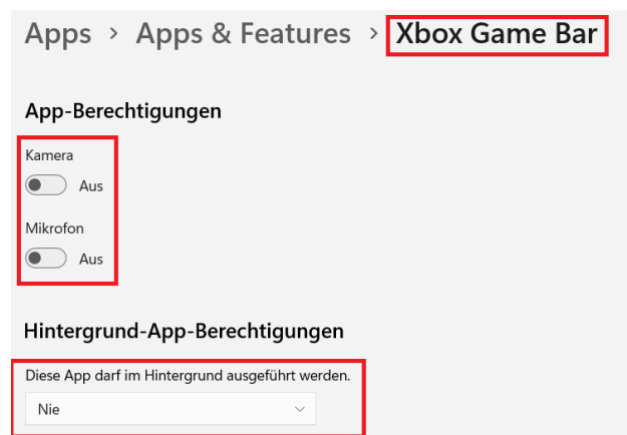 Apps > Apps & Features > Xbox Game Bar
App-Berechtigungen
Kamera
Aus
Mikrofon
Aus
Hintergrund-App-Berechtigungen
Diese App darf im Hintergrund ausgeführt werden.
Nie